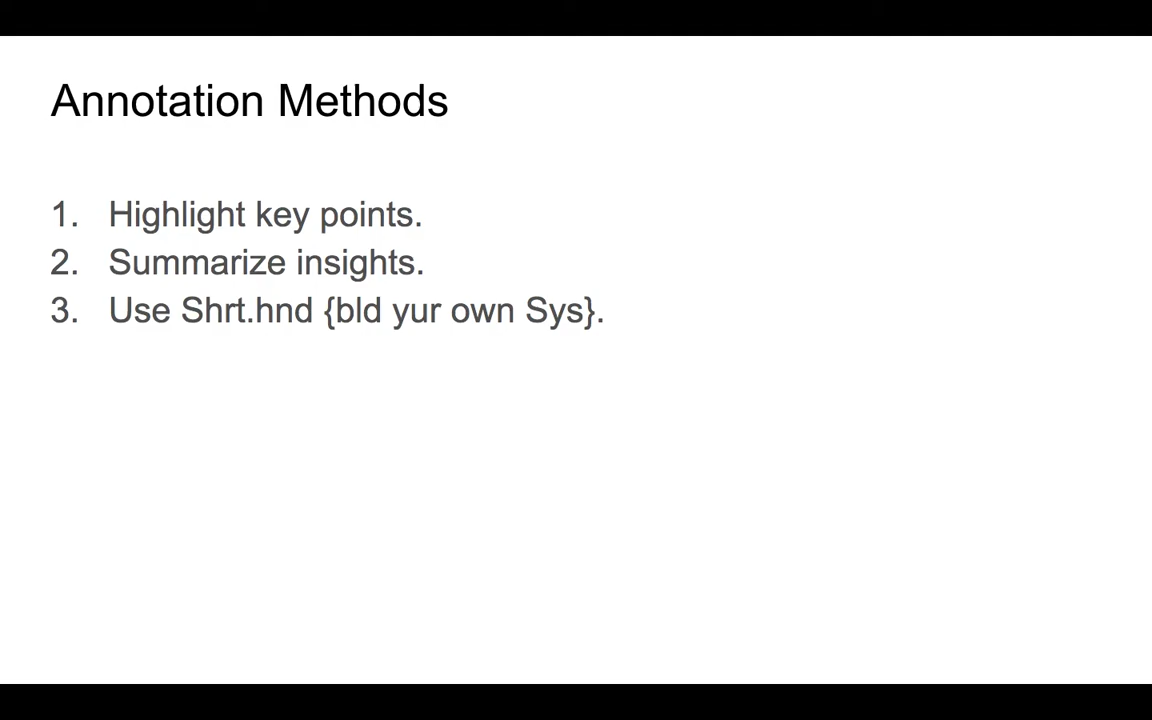 Annotation Methods
1. Highlight key points.
2. Summarize insights.
3. Use Shrt.hnd {bld yur own Sys}.